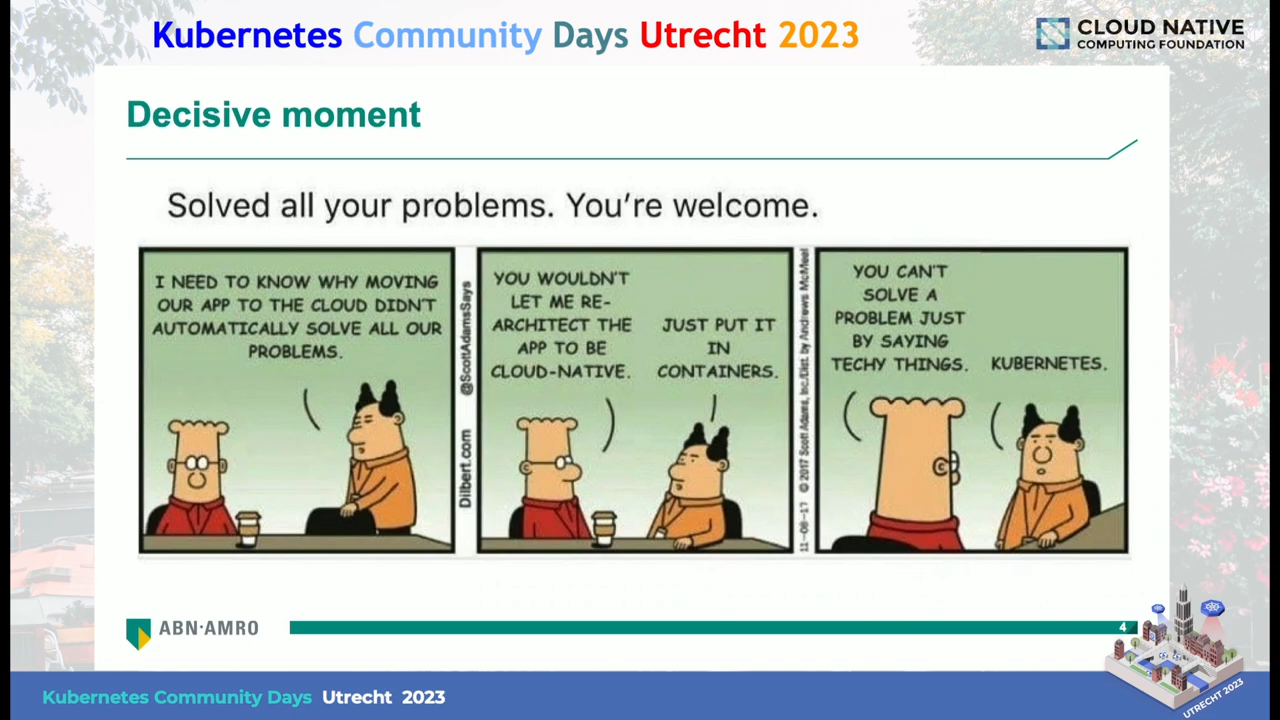 Kubernetes Community Days Utrecht 2023
CLOUD NATIVE
COMPUTING FOUNDATION
Decisive moment
Solved all your problems. You're welcome.
I NEED TO KNOW WHY MOVING
OUR APP TO THE CLOUD DIDN'T
AUTOMATICALLY SOLVE ALL OUR
PROBLEMS.
Dilbert.com @ScottAdamsSays
YOU WOULDN'T
LET ME RE-
ARCHITECT THE
APP TO BE
CLOUD-NATIVE.
JUST PUT IT
IN
CONTAINERS.
11-08-17 © 2017 Scott Adams, Inc./Dist. by Andrews McMeel
YOU CAN'T
SOLVE A
PROBLEM JUST
BY SAYING
TECHY THINGS.
KUBERNETES.
ABN·AMRO
4
Kubernetes Community Days Utrecht 2023
UTRECHT 2023